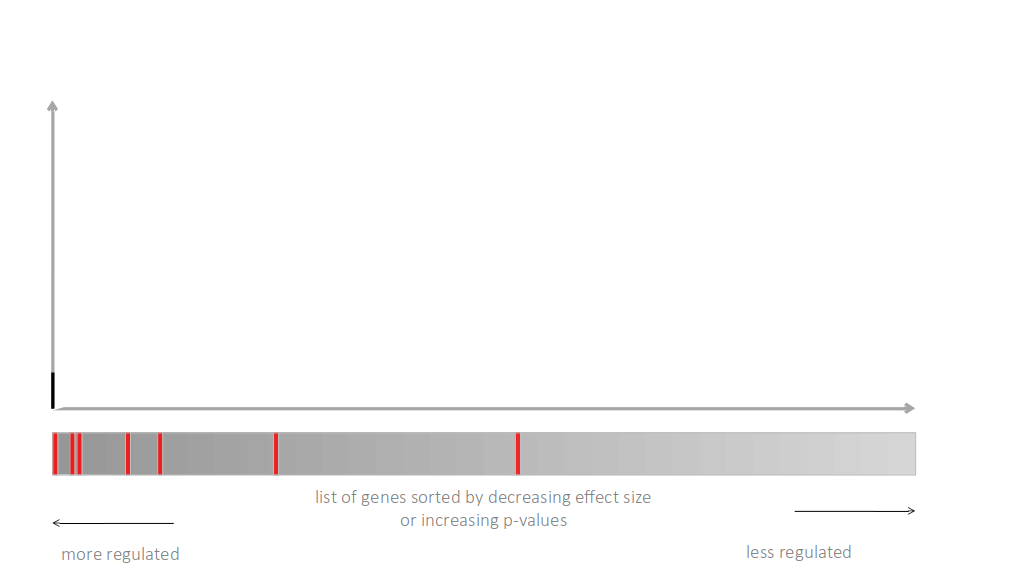 list of genes sorted by decreasing effect size
or increasing p-values
more regulated
less regulated